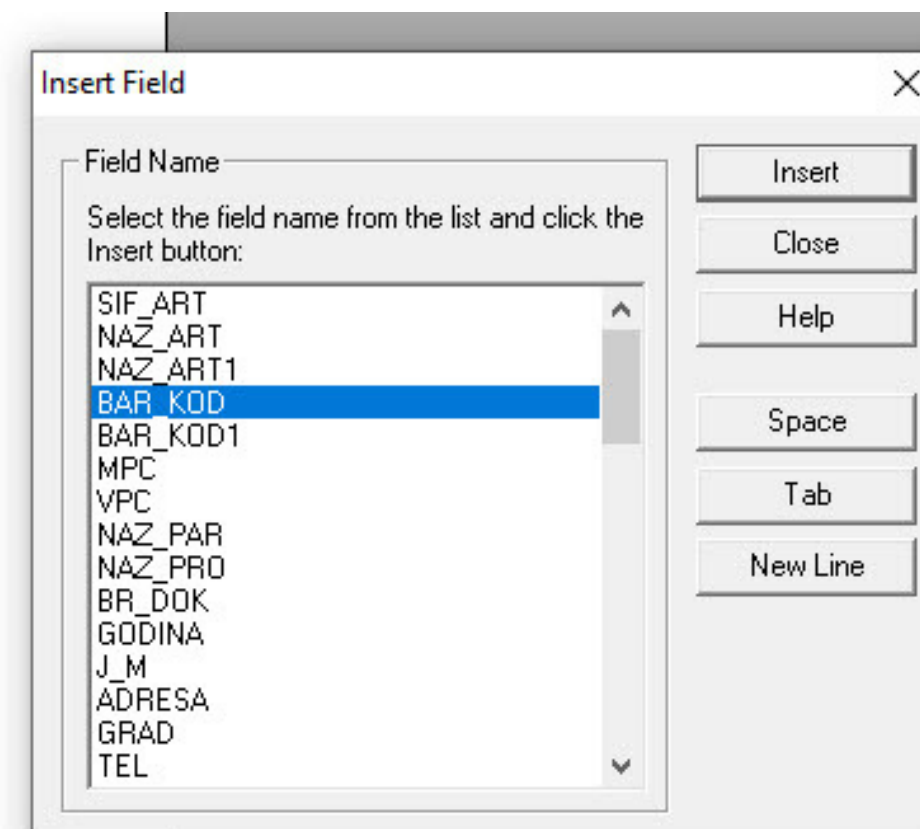 Insert Field
Field Name
Select the field name from the list and click the
Insert button:
SIF_ART
NAZ_ART
NAZ_ART1
BAR_KOD
BAR_KOD1
MPC
VPC
NAZ_PAR
NAZ_PRO
BR_DOK
GODINA
J_M
ADRESA
GRAD
TEL
Insert
Close
Help
Space
Tab
New Line